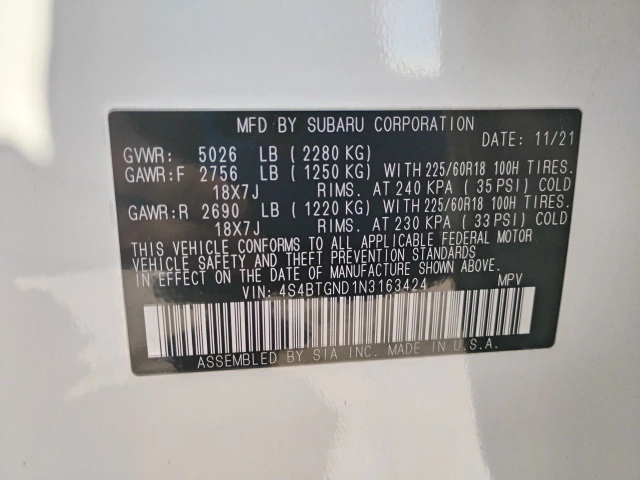 MFD BY SUBARU CORPORATION
DATE: 11/21
GVWR: 5026 LB ( 2280 KG)
GAWR:F 2756 LB ( 1250 KG) WITH 225/60R18 100H TIRES.
18X7J RIMS. AT 240 KPA ( 35 PSI) COLD
GAWR:R 2690 LB ( 1220 KG) WITH 225/60R18 100H TIRES.
18X7J RIMS. AT 230 KPA ( 33 PSI) COLD
THIS VEHICLE CONFORMS TO ALL APPLICABLE FEDERAL MOTOR
VEHICLE SAFETY AND THEFT PREVENTION STANDARDS
IN EFFECT ON THE DATE OF MANUFACTURE SHOWN ABOVE.
VIN: 4S4BTGND1N3163424 MPV
ASSEMBLED BY SIA INC. MADE IN U.S.A.